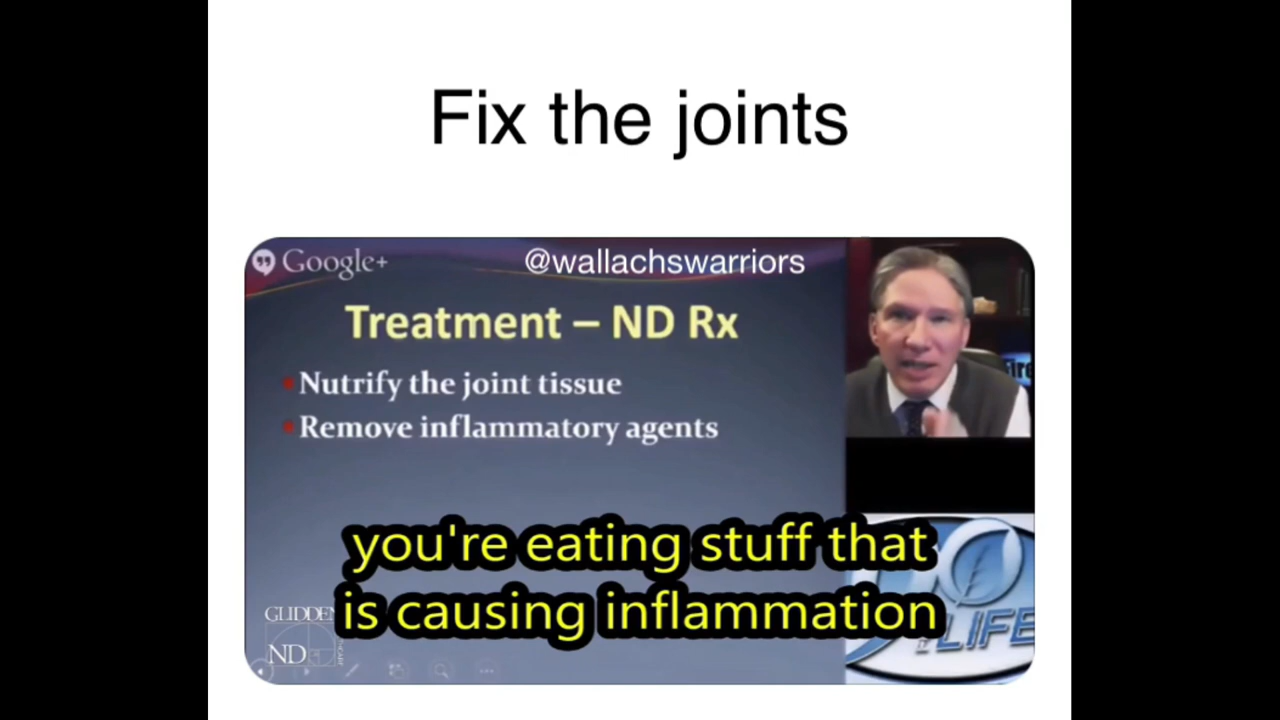 Fix the joints
Google+
@wallachswarriors
Treatment – ND Rx
Nutrify the joint tissue
Remove inflammatory agents
you're eating stuff that
is causing inflammation
GLIDDEN
ND
LIFE